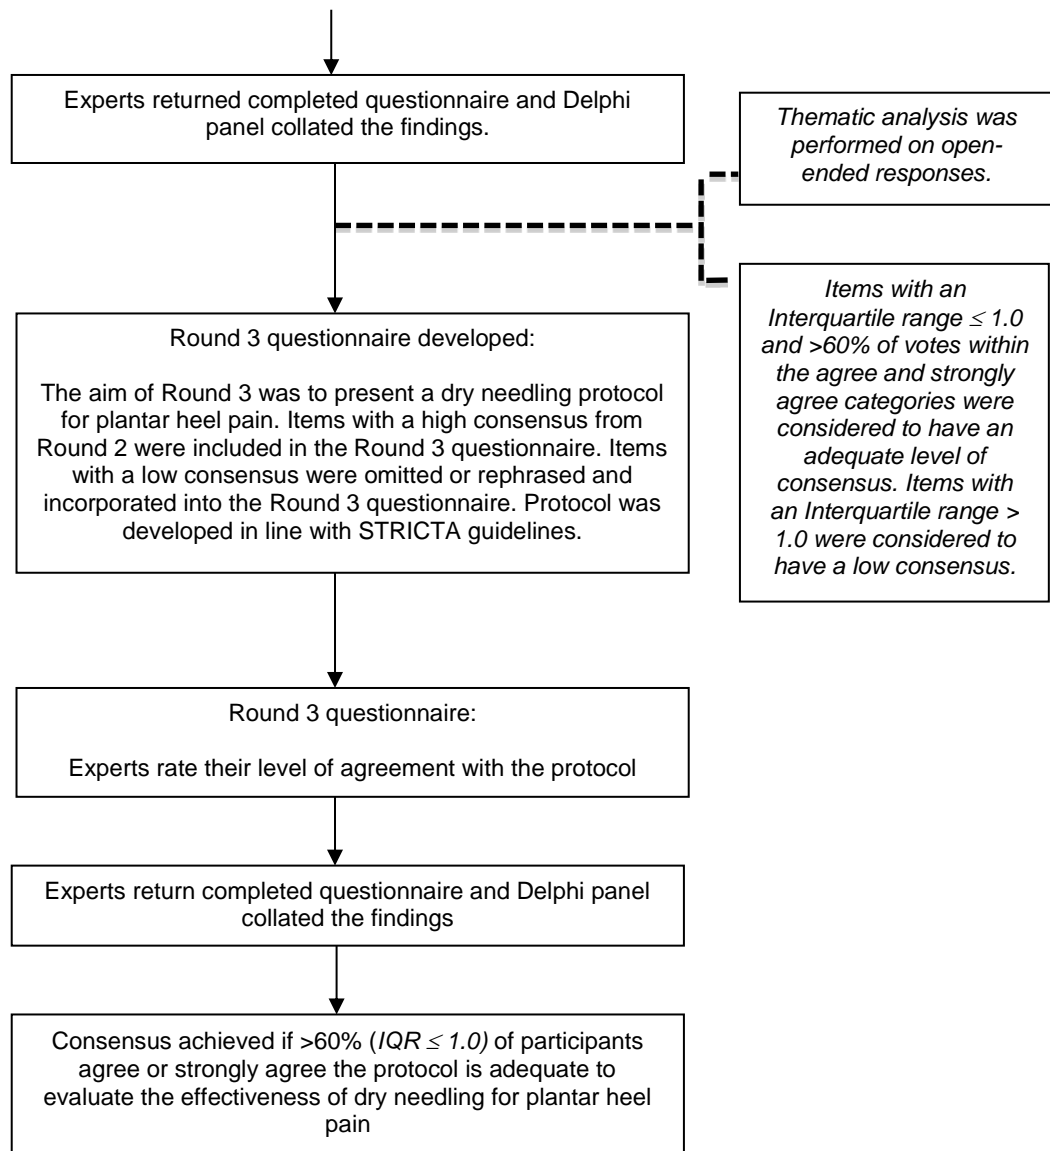 Experts returned completed questionnaire and Delphi
panel collated the findings.
Thematic analysis was
performed on open-
ended responses.
Items with an
Interquartile range ≤ 1.0
and >60% of votes within
the agree and strongly
agree categories were
considered to have an
adequate level of
consensus. Items with
an Interquartile range >
1.0 were considered to
have a low consensus.
Round 3 questionnaire developed:
The aim of Round 3 was to present a dry needling protocol
for plantar heel pain. Items with a high consensus from
Round 2 were included in the Round 3 questionnaire. Items
with a low consensus were omitted or rephrased and
incorporated into the Round 3 questionnaire. Protocol was
developed in line with STRICTA guidelines.
Round 3 questionnaire:
Experts rate their level of agreement with the protocol
Experts return completed questionnaire and Delphi panel
collated the findings
Consensus achieved if >60% (IQR ≤ 1.0) of participants
agree or strongly agree the protocol is adequate to
evaluate the effectiveness of dry needling for plantar heel
pain